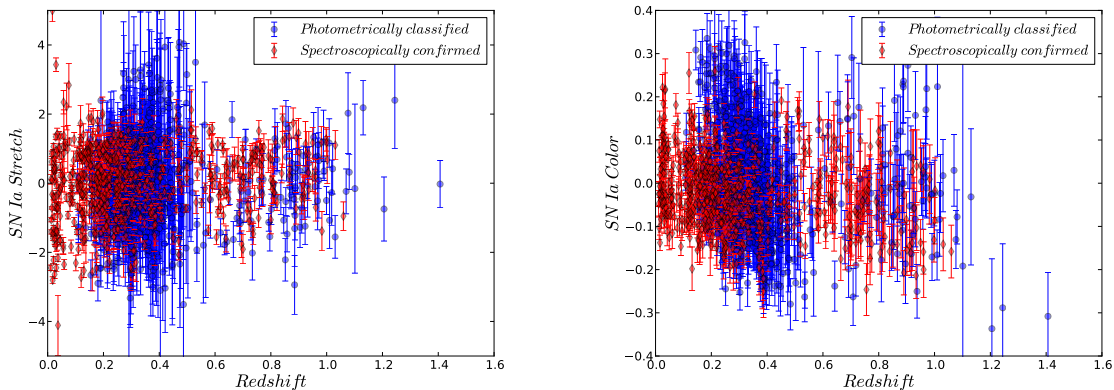 Photometrically classified
Spectroscopically confirmed
4
2
0
−2
−4
SN Ia Stretch
0.0 0.2 0.4 0.6 0.8 1.0 1.2 1.4 1.6
Redshift
Photometrically classified
Spectroscopically confirmed
0.4
0.3
0.2
0.1
0.0
−0.1
−0.2
−0.3
−0.4
SN Ia Color
0.0 0.2 0.4 0.6 0.8 1.0 1.2 1.4 1.6
Redshift